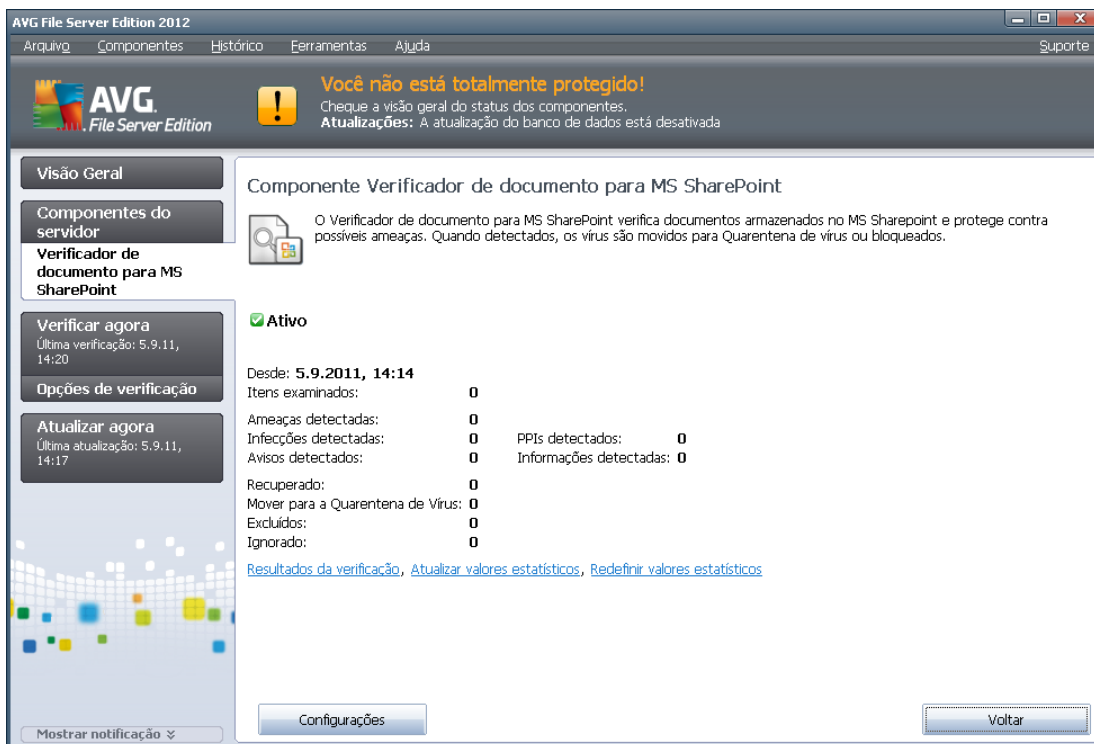 AVG File Server Edition 2012
Arquivo Componentes Histórico Ferramentas Ajuda Suporte
AVG.
File Server Edition
Você não está totalmente protegido!
Cheque a visão geral do status dos componentes.
Atualizações: A atualização do banco de dados está desativada
Visão Geral
Componentes do
servidor
Verificador de
documento para MS
SharePoint
Verificar agora
Última verificação: 5.9.11,
14:20
Opções de verificação
Atualizar agora
Última atualização: 5.9.11,
14:17
Mostrar notificação
Componente Verificador de documento para MS SharePoint
O Verificador de documento para MS SharePoint verifica documentos armazenados no MS Sharepoint e protege contra
possíveis ameaças. Quando detectados, os vírus são movidos para Quarentena de vírus ou bloqueados.
Ativo
Desde: 5.9.2011, 14:14
Itens examinados: 0
Ameaças detectadas: 0
Infecções detectadas: 0 PPIs detectados: 0
Avisos detectados: 0 Informações detectadas: 0
Recuperado: 0
Mover para a Quarentena de Vírus: 0
Excluídos: 0
Ignorado: 0
Resultados da verificação, Atualizar valores estatísticos, Redefinir valores estatísticos
Configurações Voltar